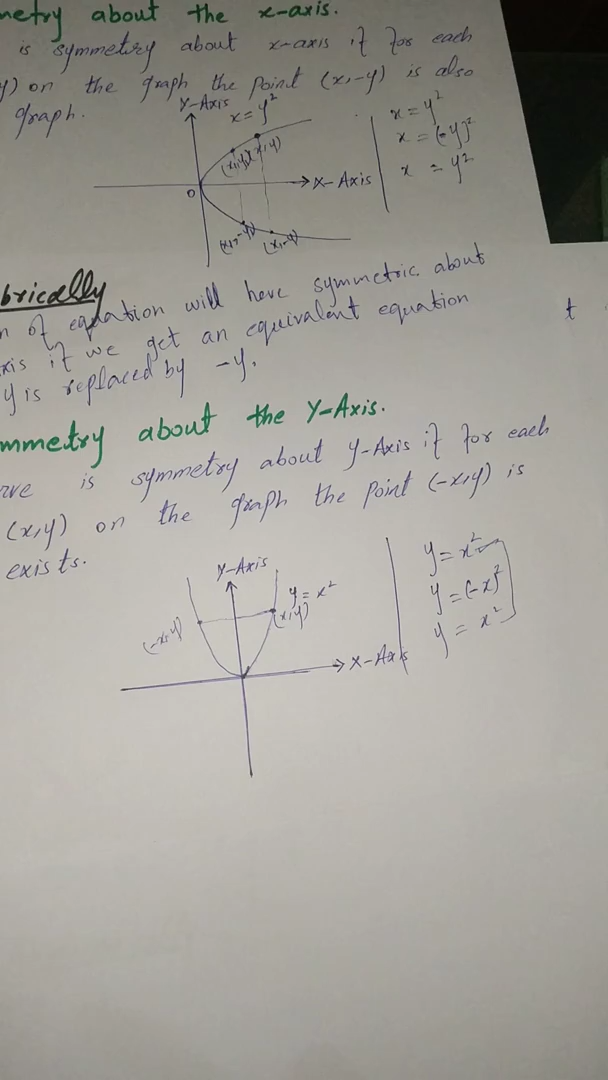 metry about the x-axis.
is symmetry about x-axis if for each
y) on the graph the point (x,-y) is also
graph.
Y-Axis
x = y²
(x,y)
(x,y)
O
X-Axis
(x,-y)
(x,-y)
x = y²
x = (-y)²
x = y²
brically
n of equation will have symmetric about
xis if we get an equivalent equation
y is replaced by -y.
t
mmetry about the Y-Axis.
rve is symmetry about y-Axis if for each
(x,y) on the graph the point (-x,y) is
exists.
Y-Axis
y = x²
(-x,y)
(x,y)
X-Axis
y = x²
y = (-x)²
y = x²